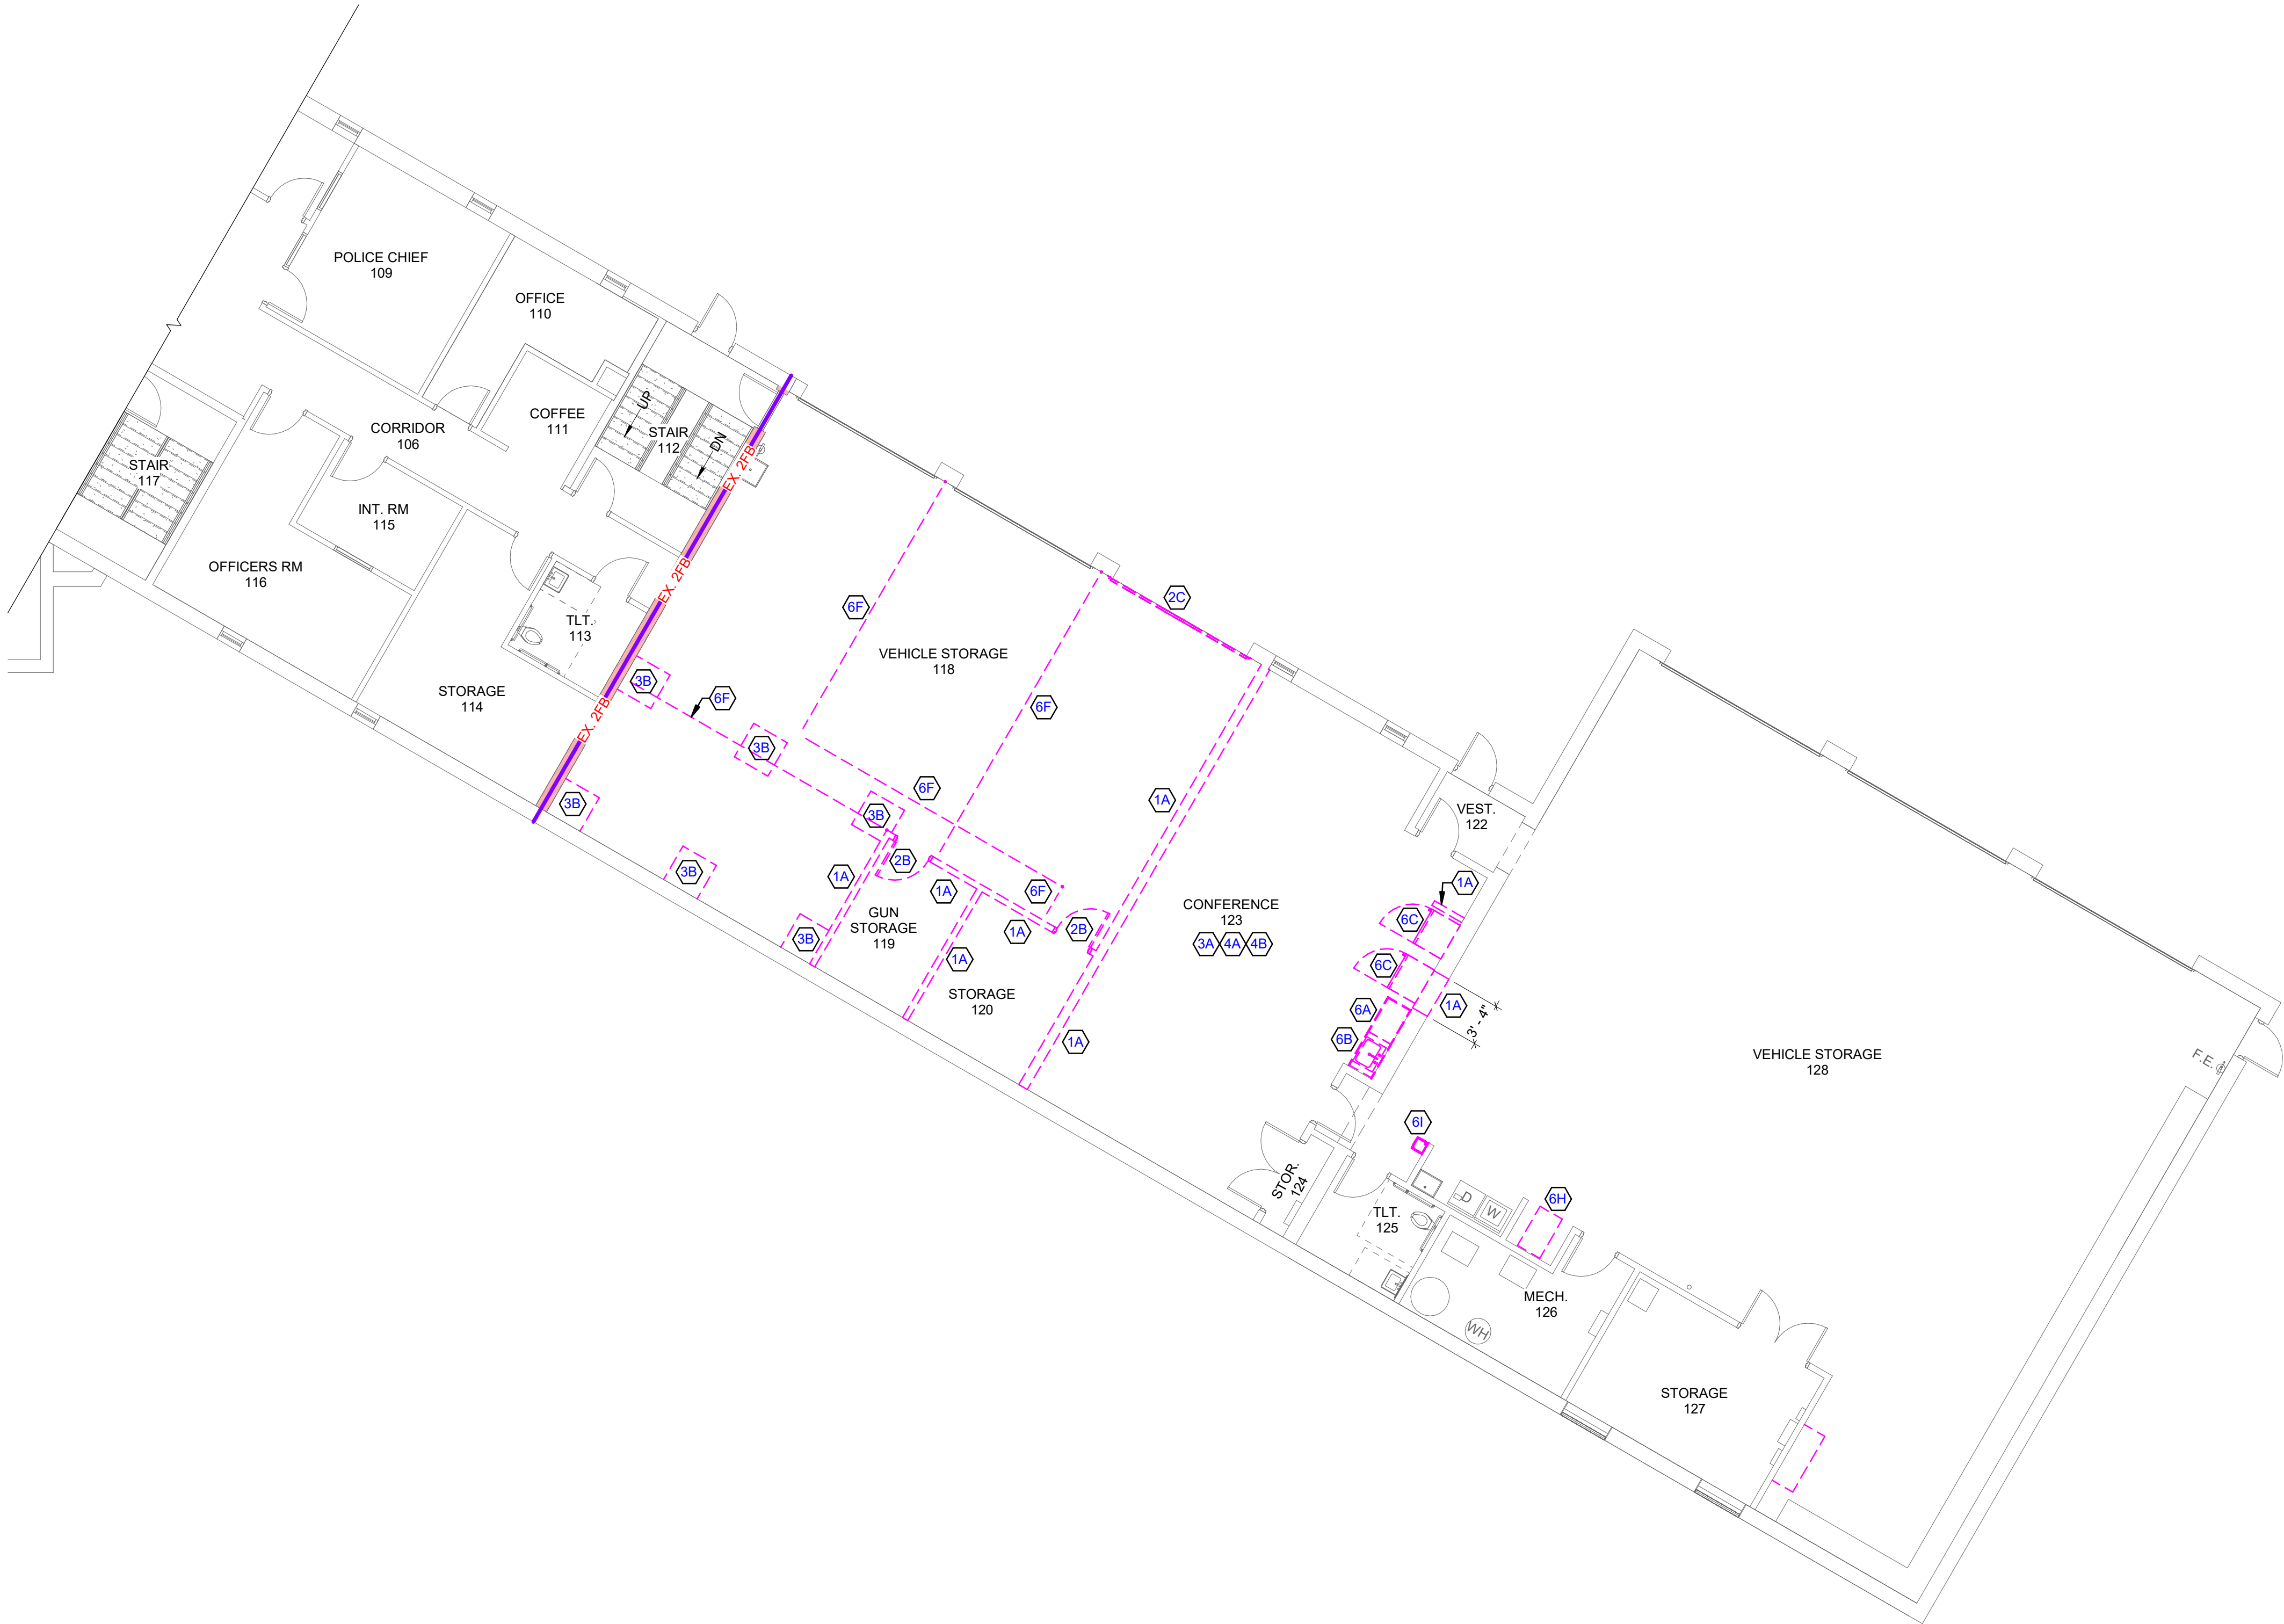 POLICE CHIEF
109
OFFICE
110
UP
COFFEE
111
STAIR
112
DN
CORRIDOR
106
STAIR
117
INT. RM
115
OFFICERS RM
116
TLT.
113
STORAGE
114
EX. 2FB
EX. 2FB
EX. 2FB
6F
2C
VEHICLE STORAGE
118
3B
6F
6F
3B
6F
1A
3B
3B
3B
2B
3B
1A
1A
6F
GUN
STORAGE
119
1A
2B
3B
1A
STORAGE
120
1A
CONFERENCE
123
3A 4A 4B
VEST.
122
1A
6C
6C
6A
1A
3' - 4"
6B
VEHICLE STORAGE
128
F.E.
6I
STOR.
124
D
W
6H
TLT.
125
MECH.
126
WH
STORAGE
127